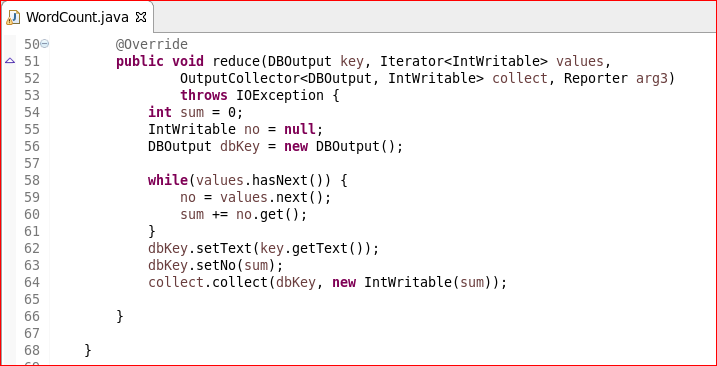 WordCount.java
50 @Override
51 public void reduce(DBOutput key, Iterator<IntWritable> values,
52 OutputCollector<DBOutput, IntWritable> collect, Reporter arg3)
53 throws IOException {
54 int sum = 0;
55 IntWritable no = null;
56 DBOutput dbKey = new DBOutput();
57
58 while(values.hasNext()) {
59 no = values.next();
60 sum += no.get();
61 }
62 dbKey.setText(key.getText());
63 dbKey.setNo(sum);
64 collect.collect(dbKey, new IntWritable(sum));
65
66 }
67
68 }